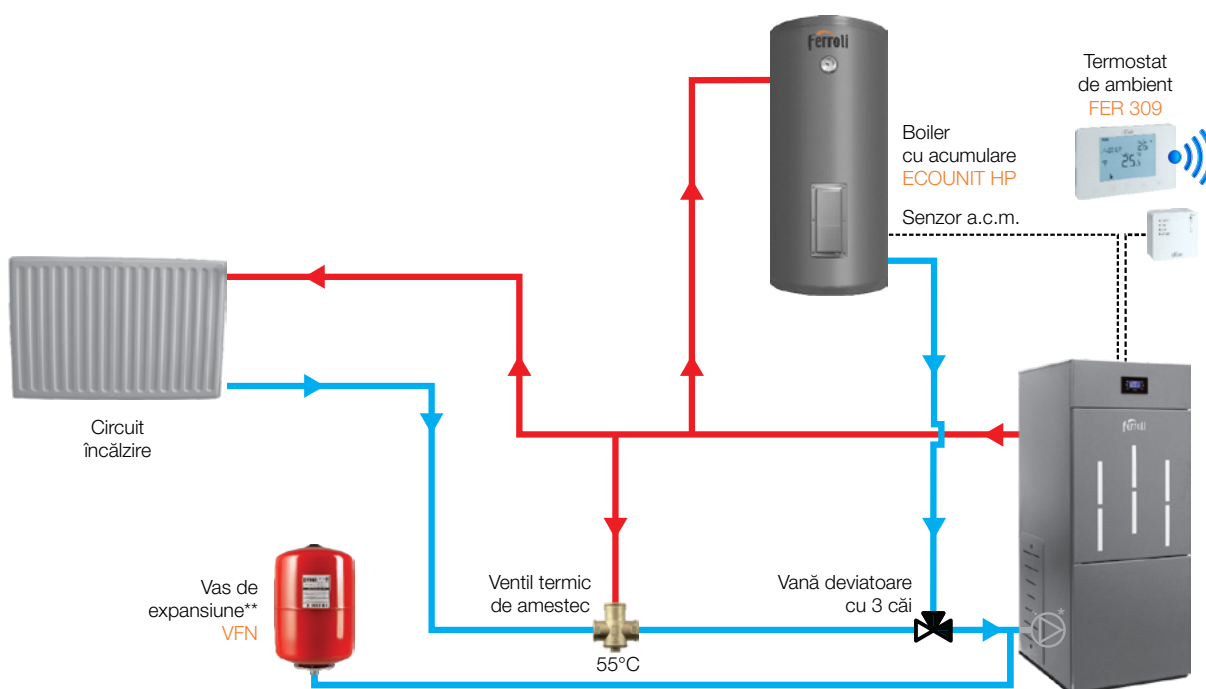 Ferroli
Termostat
de ambient
FER 309
Boiler
cu acumulare
ECOUNIT HP
Senzor a.c.m.
Circuit
încălzire
Ferroli
Vas de
expansiune**
VFN
Ventil termic
de amestec
55°C
Vană deviatoare
cu 3 căi
*